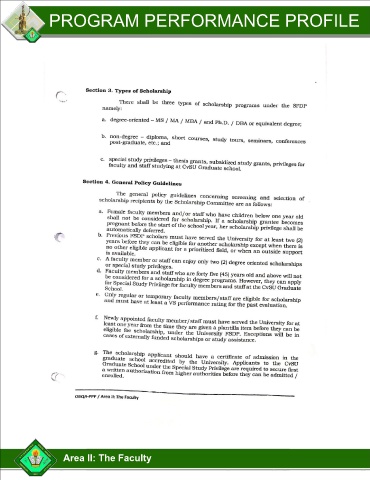 PROGRAM PERFORMANCE PROFILE
Section 3. Types of Scholarship
There shall be three types of scholarship programs under the SFDP
namely:
a. degree-oriented – MS / MA / MDA / and Ph.D. / DBA or equivalent degree;
b. non-degree – diploma, short courses, study tours, seminars, conferences
post-graduate, etc.; and
c. special study privileges – thesis grants, subsidized study grants, privileges for
faculty and staff studying at CvSU Graduate school.
Section 4. General Policy Guidelines
The general policy guidelines concerning screening and selection of
scholarship recipients by the Scholarship Committee are as follows:
a. Female faculty members and/or staff who have children below one year old
shall not be considered for scholarship. If a scholarship grantee becomes
pregnant before the start of the school year, her scholarship privilege shall be
automatically deferred.
b. Previous FSDP scholars must have served the University for at least two (2)
years before they can be eligible for another scholarship except when there is
no other eligible applicant for a prioritized field, or when an outside support
is available.
c. A faculty member or staff can enjoy only two (2) degree oriented scholarships
or special study privileges.
d. Faculty members and staff who are forty five (45) years old and above will not
be considered for a scholarship in degree programs. However, they can apply
for Special Study Privilege for faculty members and staff at the CvSU Graduate
School.
e. Only regular or temporary faculty members/staff are eligible for scholarship
and must have at least a VS performance rating for the past evaluation.
f. Newly appointed faculty member/staff must have served the University for at
least one year from the time they are given a plantilla item before they can be
eligible for scholarship, under the University FSDP. Exceptions will be in
cases of externally funded scholarships or study assistance.
g. The scholarship applicant should have a certificate of admission in the
graduate school accredited by the University. Applicants to the CvSU
Graduate School under the Special Study Privilege are required to secure first
a written authorization from higher authorities before they can be admitted /
enrolled.
OSQA-PPP / Area II: The Faculty
Area II: The Faculty